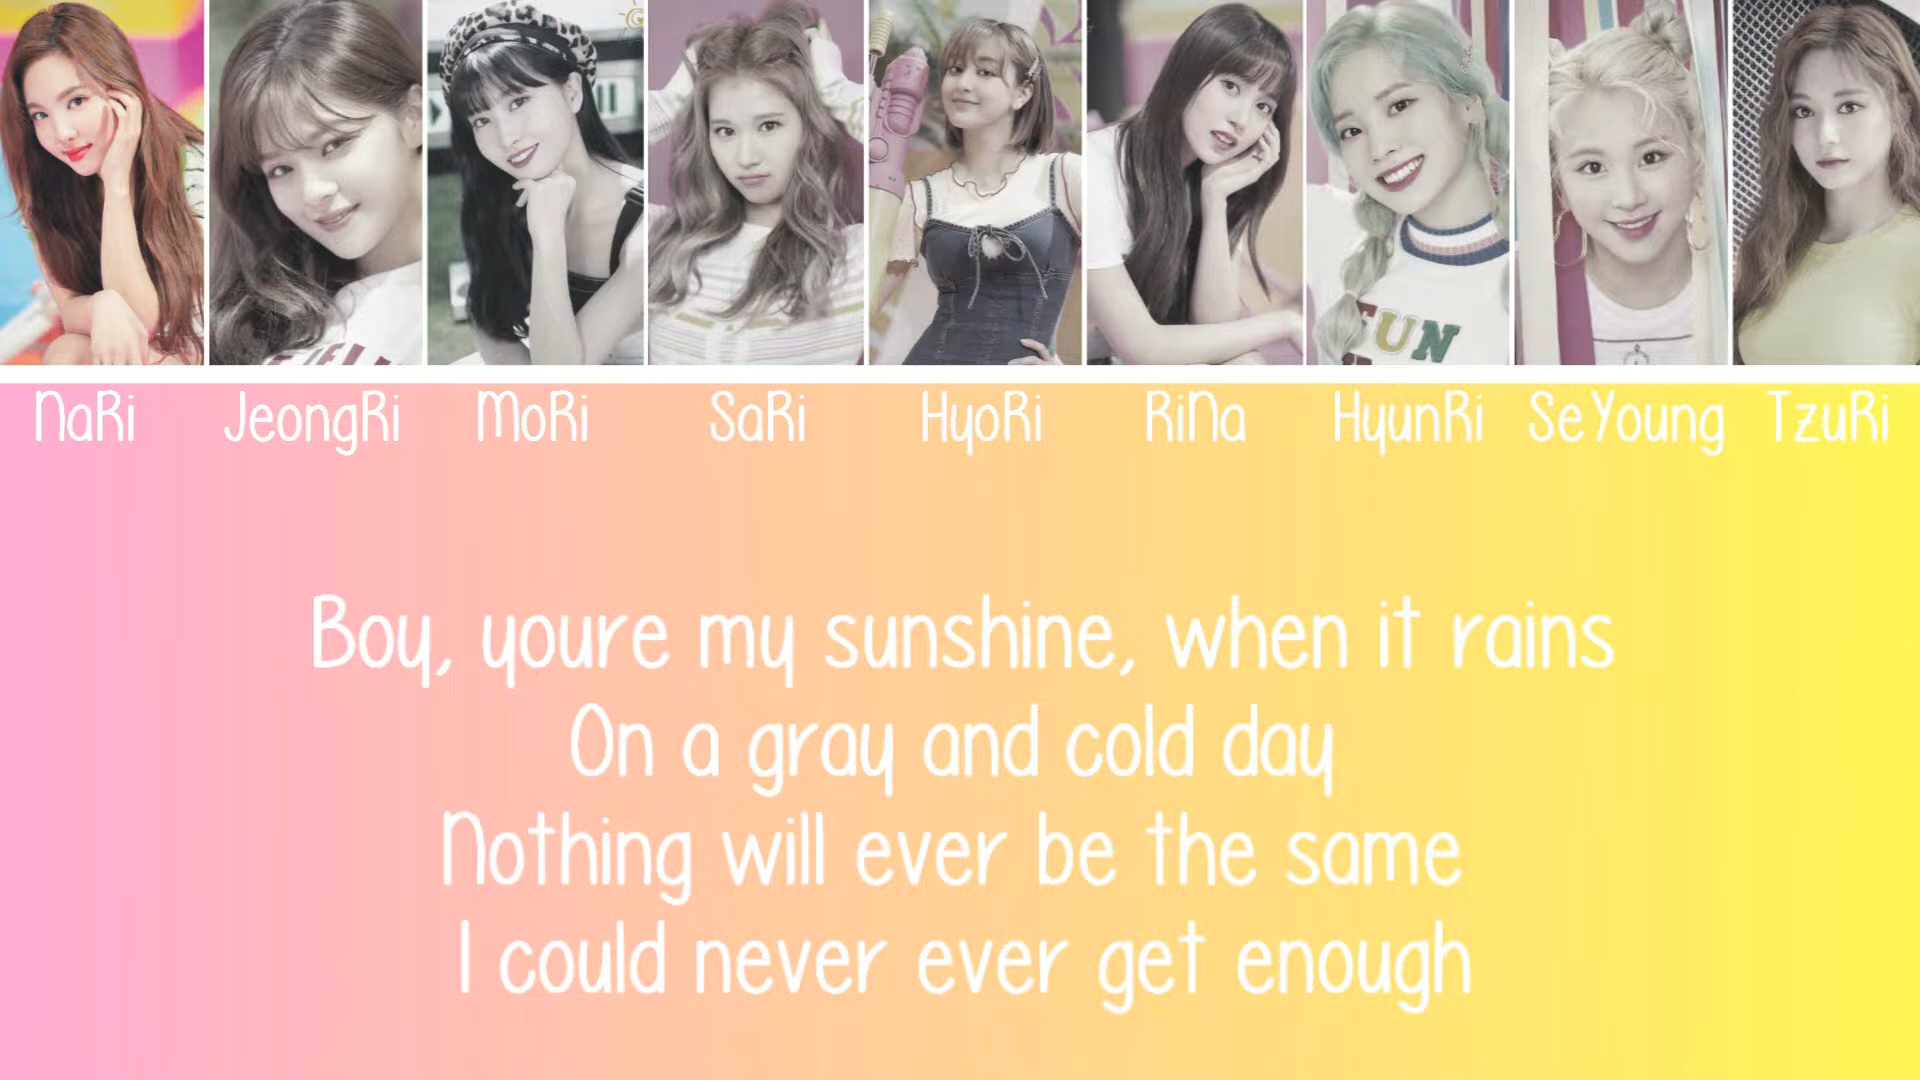 NaRi JeongRi MoRi SaRi HyoRi RiNa HyunRi SeYoung TzuRi
Boy, youre my sunshine, when it rains
On a gray and cold day
Nothing will ever be the same
I could never ever get enough